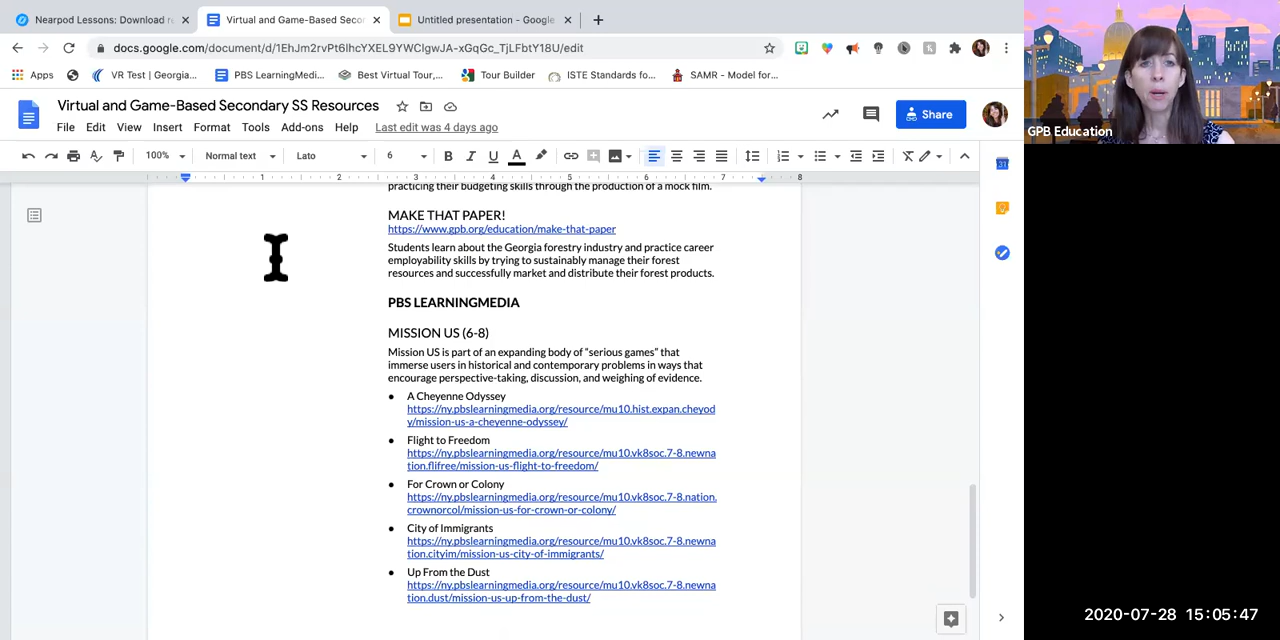 Nearpod Lessons: Download r
Virtual and Game-Based Secon
Untitled presentation - Google
docs.google.com/document/d/1EhJm2rvPt6lhcYXEL9YWCIgwJA-xGqGc_TjLFbtY18U/edit
Apps
VR Test | Georgia...
PBS LearningMedi...
Best Virtual Tour,...
Tour Builder
ISTE Standards fo...
SAMR - Model for...
GPB Education
Virtual and Game-Based Secondary SS Resources
Share
File Edit View Insert Format Tools Add-ons Help Last edit was 4 days ago
100% Normal text Lato 6 B I U A
1 2 3 4 5 6 7 8
31
practicing their budgeting skills through the production of a mock film.
MAKE THAT PAPER!
https://www.gpb.org/education/make-that-paper
Students learn about the Georgia forestry industry and practice career
employability skills by trying to sustainably manage their forest
resources and successfully market and distribute their forest products.
PBS LEARNINGMEDIA
MISSION US (6-8)
Mission US is part of an expanding body of "serious games" that
immerse users in historical and contemporary problems in ways that
encourage perspective-taking, discussion, and weighing of evidence.
● A Cheyenne Odyssey
https://ny.pbslearningmedia.org/resource/mu10.hist.expan.cheyod
y/mission-us-a-cheyenne-odyssey/
● Flight to Freedom
https://ny.pbslearningmedia.org/resource/mu10.vk8soc.7-8.newna
tion.flifree/mission-us-flight-to-freedom/
● For Crown or Colony
https://ny.pbslearningmedia.org/resource/mu10.vk8soc.7-8.nation.
crownorcol/mission-us-for-crown-or-colony/
● City of Immigrants
https://ny.pbslearningmedia.org/resource/mu10.vk8soc.7-8.newna
tion.cityim/mission-us-city-of-immigrants/
● Up From the Dust
https://ny.pbslearningmedia.org/resource/mu10.vk8soc.7-8.newna
tion.dust/mission-us-up-from-the-dust/
2020-07-28 15:05:47